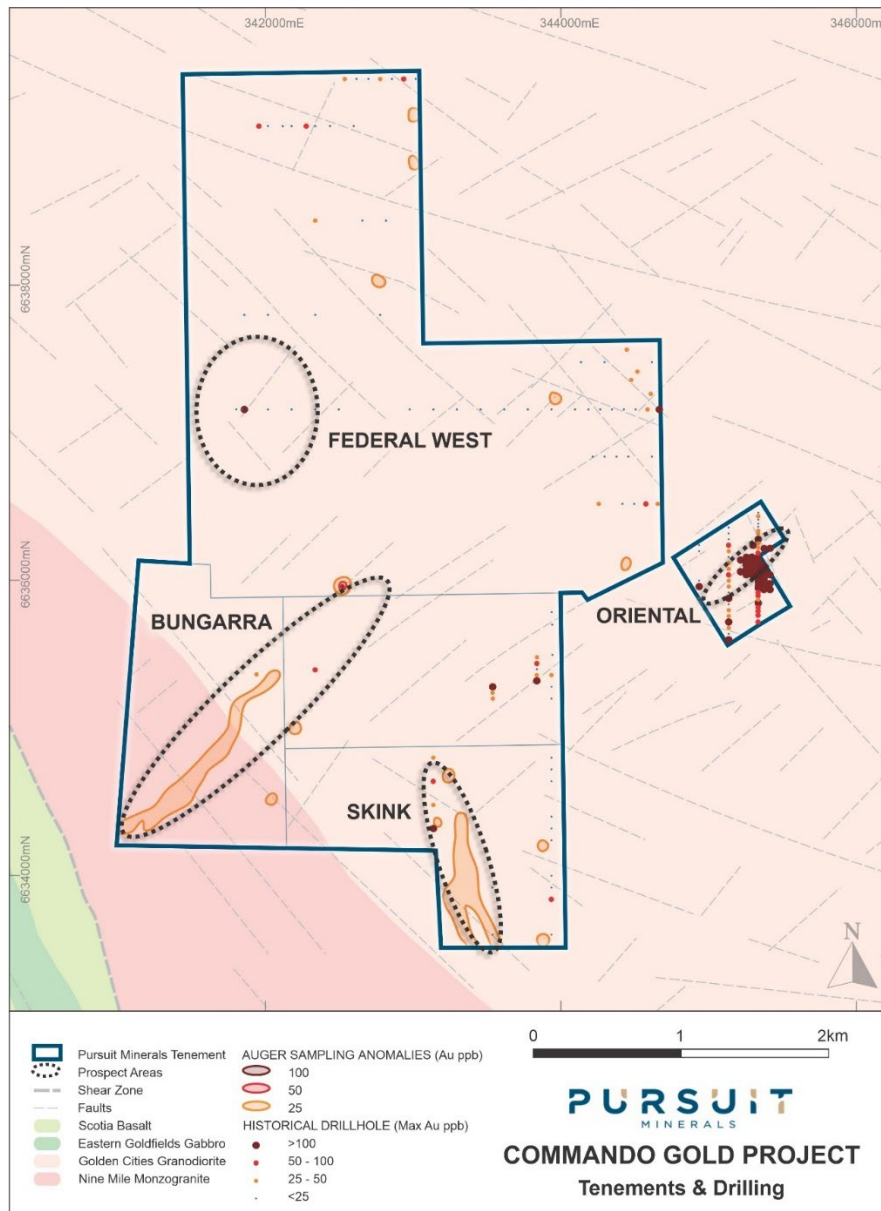 342000mE
344000mE
346000mE
6638000mN
FEDERAL WEST
6636000mN
BUNGARRA
ORIENTAL
SKINK
6634000mN
N
Pursuit Minerals Tenement
Prospect Areas
Shear Zone
Faults
Scotia Basalt
Eastern Goldfields Gabbro
Golden Cities Granodiorite
Nine Mile Monzogranite
AUGER SAMPLING ANOMALIES (Au ppb)
100
50
25
HISTORICAL DRILLHOLE (Max Au ppb)
>100
50 - 100
25 - 50
<25
0 1 2km
PURSUIT
MINERALS
COMMANDO GOLD PROJECT
Tenements & Drilling